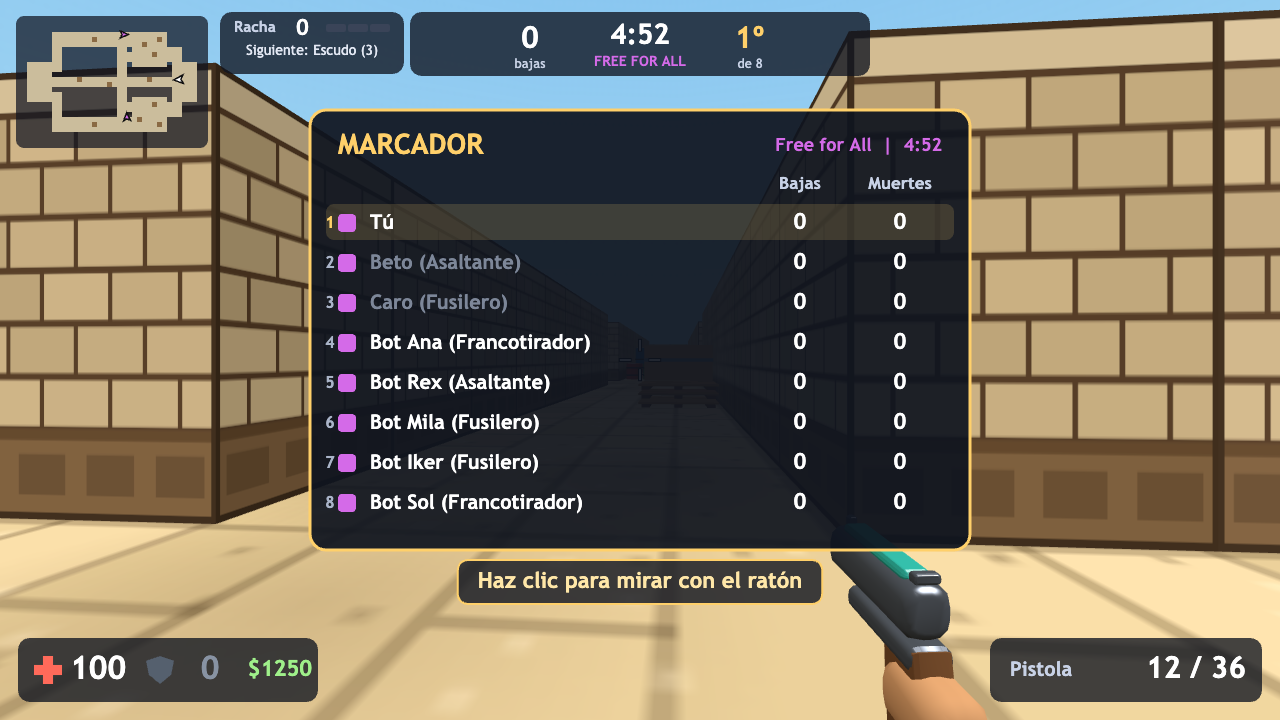 Racha 0
Siguiente: Escudo (3)
0 4:52 1º
bajas FREE FOR ALL de 8
MARCADOR Free for All | 4:52
Bajas Muertes
1 Tú 0 0
2 Beto (Asaltante) 0 0
3 Caro (Fusilero) 0 0
4 Bot Ana (Francotirador) 0 0
5 Bot Rex (Asaltante) 0 0
6 Bot Mila (Fusilero) 0 0
7 Bot Iker (Fusilero) 0 0
8 Bot Sol (Francotirador) 0 0
Haz clic para mirar con el ratón
100 0 $1250 Pistola 12 / 36